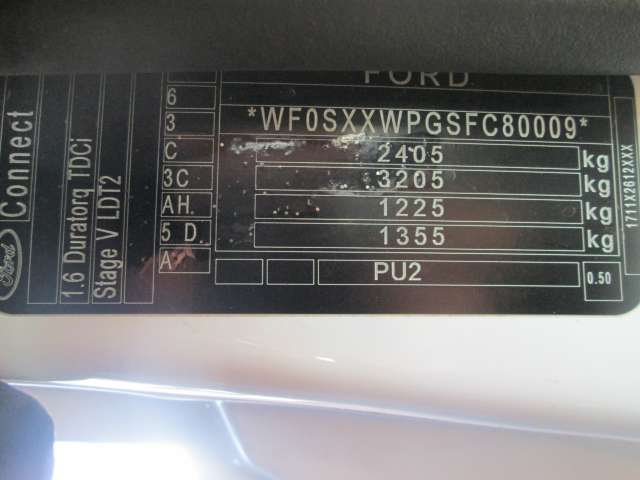 FORD
*WF0SXXWPGSFC80009*
2405 kg
3205 kg
1225 kg
1355 kg
PU2
0.50
6
3
C
3C
AH.
5 D.
A
1711X2612XXX
Ford
Connect
1.6 Duratorq TDCi
Stage V LDT2